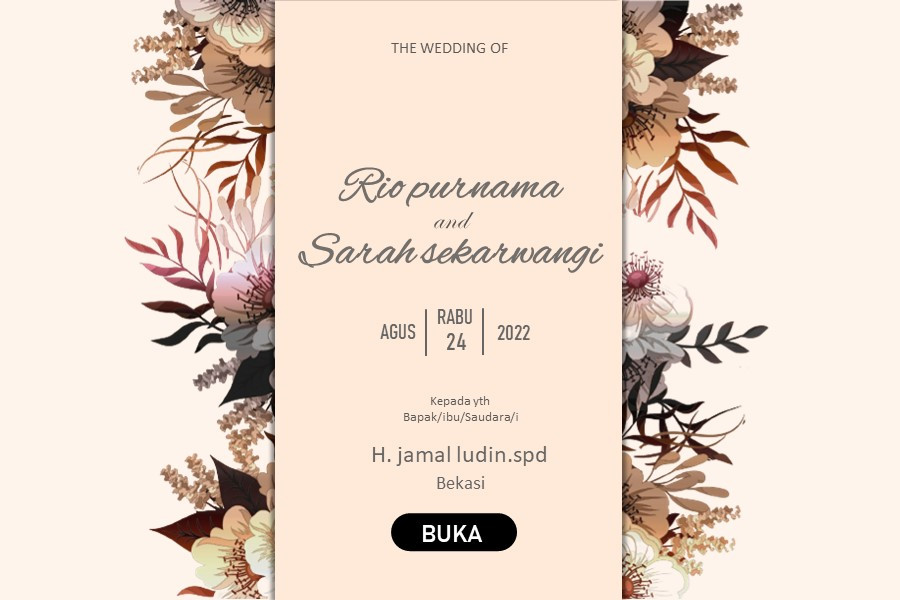 THE WEDDING OF
Rio purnama
and
Sarah sekarwangi
AGUS | RABU 24 | 2022
Kepada yth
Bapak/ibu/Saudara/i
H. jamal ludin.spd
Bekasi
BUKA